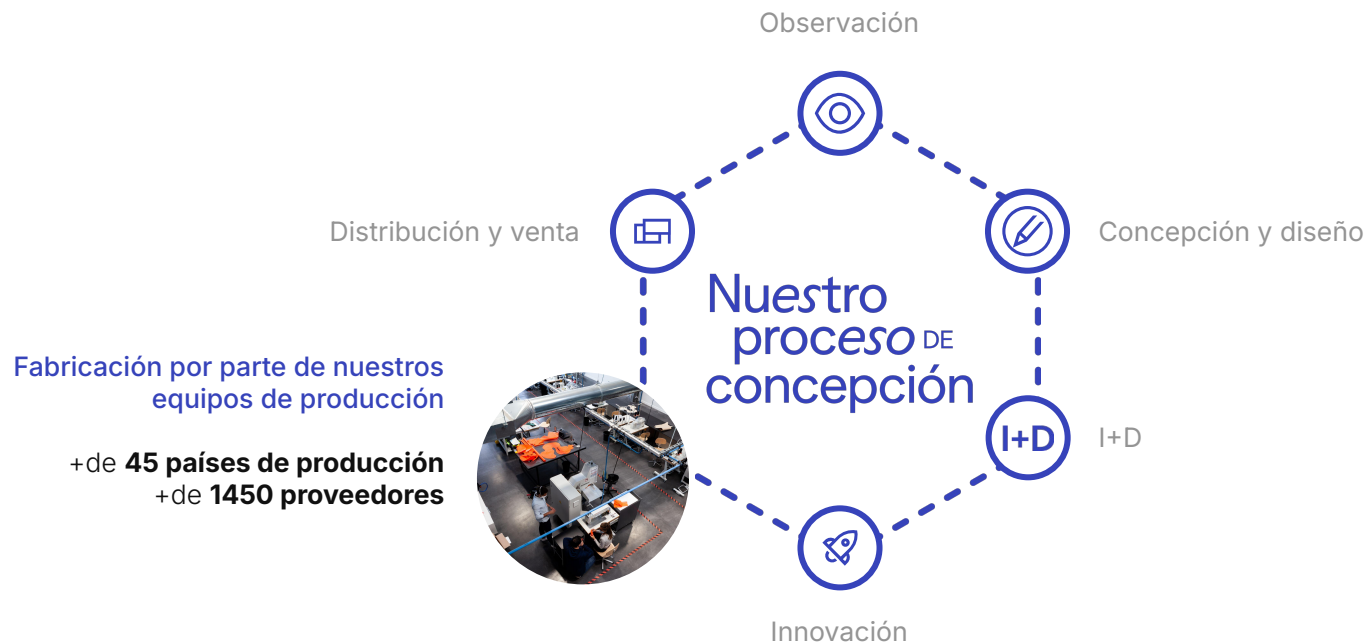 Observación
Distribución y venta
Concepción y diseño
Nuestro
proceso DE
concepción
Fabricación por parte de nuestros
equipos de producción
+de 45 países de producción
+de 1450 proveedores
I+D
I+D
Innovación